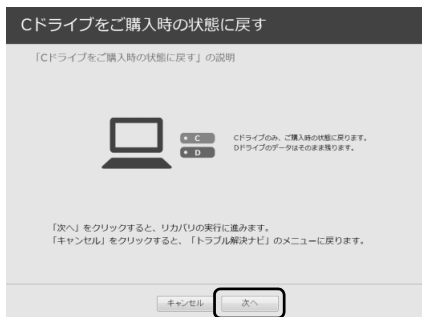 Cドライブをご購入時の状態に戻す
「Cドライブをご購入時の状態に戻す」の説明
C
D
Cドライブのみ、ご購入時の状態に戻ります。
Dドライブのデータはそのまま残ります。
「次へ」をクリックすると、リカバリの実行に進みます。
「キャンセル」をクリックすると、「トラブル解決ナビ」のメニューに戻ります。
キャンセル
次へ